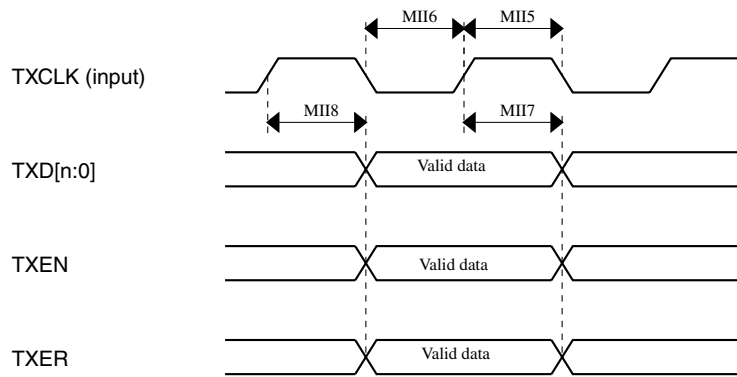 MII6 MII5
TXCLK (input)
MII8 MII7
TXD[n:0] Valid data
TXEN Valid data
TXER Valid data